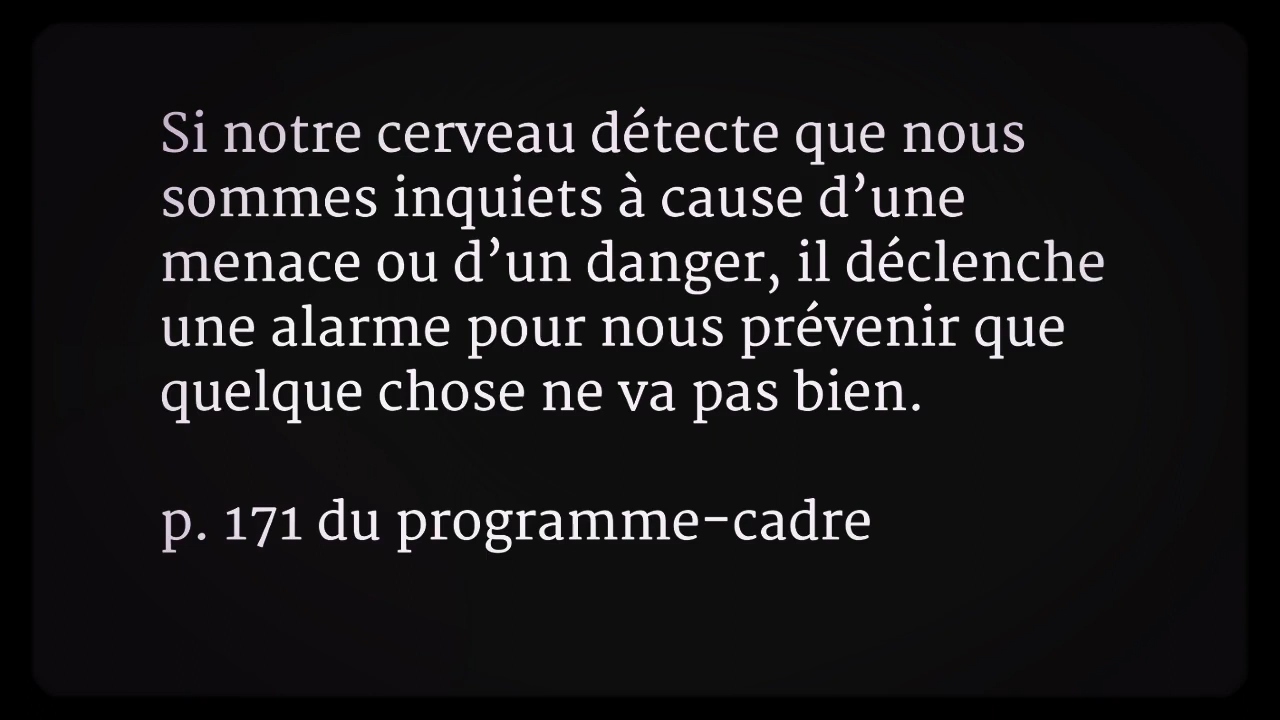 Si notre cerveau détecte que nous
sommes inquiets à cause d’une
menace ou d’un danger, il déclenche
une alarme pour nous prévenir que
quelque chose ne va pas bien.
p. 171 du programme-cadre